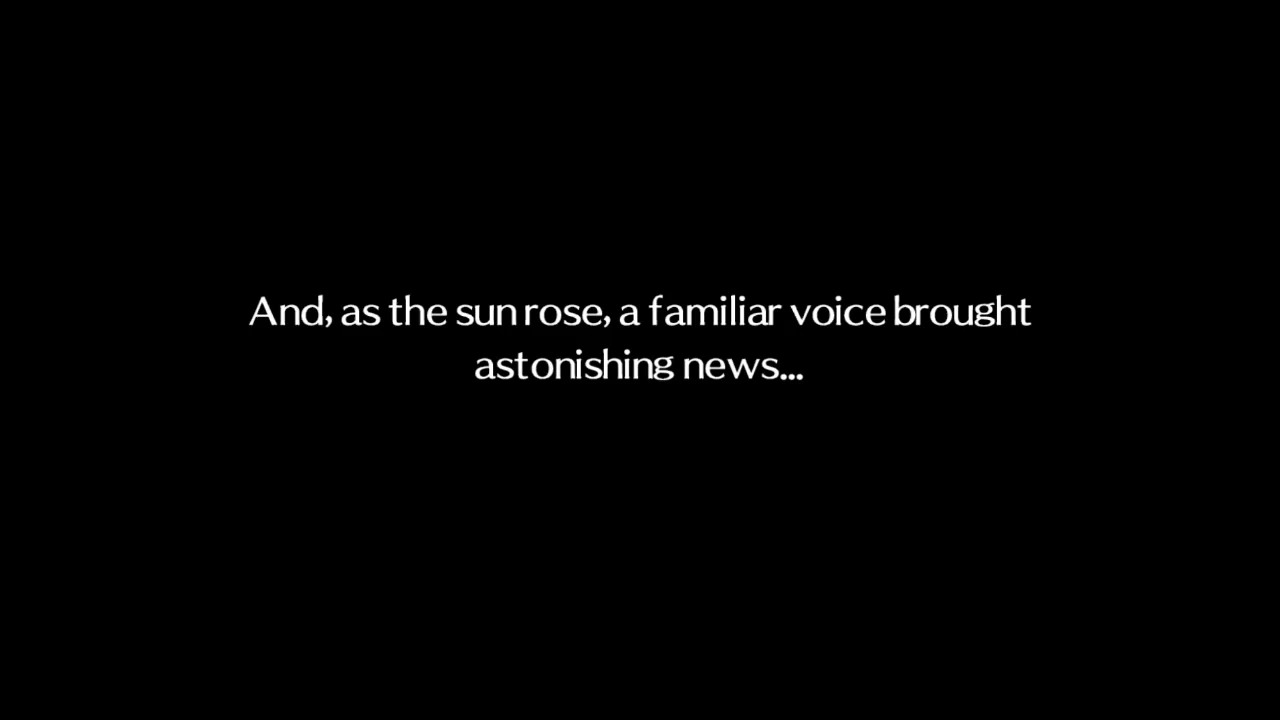 And, as the sun rose, a familiar voice brought
astonishing news...